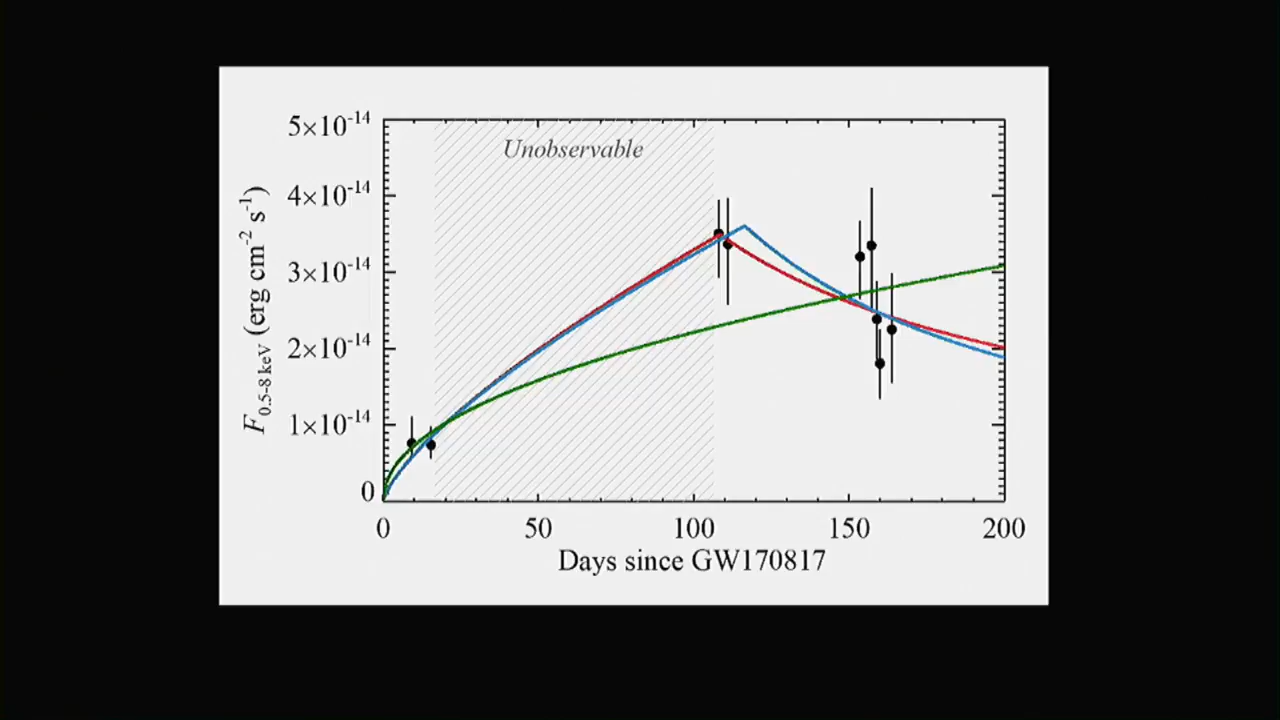 5×10⁻¹⁴
Unobservable
4×10⁻¹⁴
3×10⁻¹⁴
2×10⁻¹⁴
1×10⁻¹⁴
0
F₀.₅₋₈ ₖₑV (erg cm⁻² s⁻¹)
0 50 100 150 200
Days since GW170817